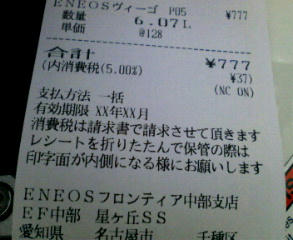 ENEOSヴィーゴ P05 ¥777
数量 6.07L
単価 @128
合計 ¥777
(内消費税(5.00%) ¥37)
(NC ON)
支払方法 一括
有効期限 XX年XX月
消費税は請求書で請求させて頂きます
レシートを折りたたんで保管の際は
印字面が内側になる様にお願いします
ENEOSフロンティア中部支店
EF中部 星ヶ丘SS
愛知県 名古屋市 千種区